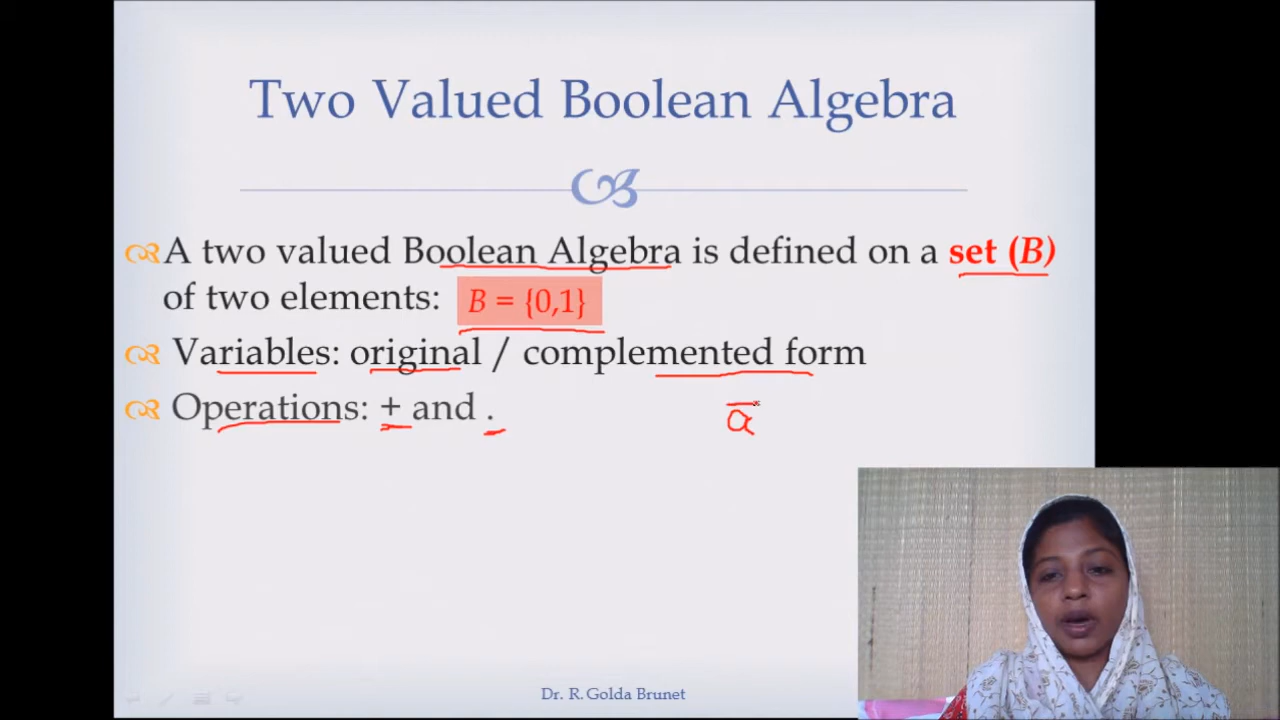 Two Valued Boolean Algebra
A two valued Boolean Algebra is defined on a set (B)
of two elements: B = {0,1}
Variables: original / complemented form
Operations: + and .
a̅
Dr. R. Golda Brunet